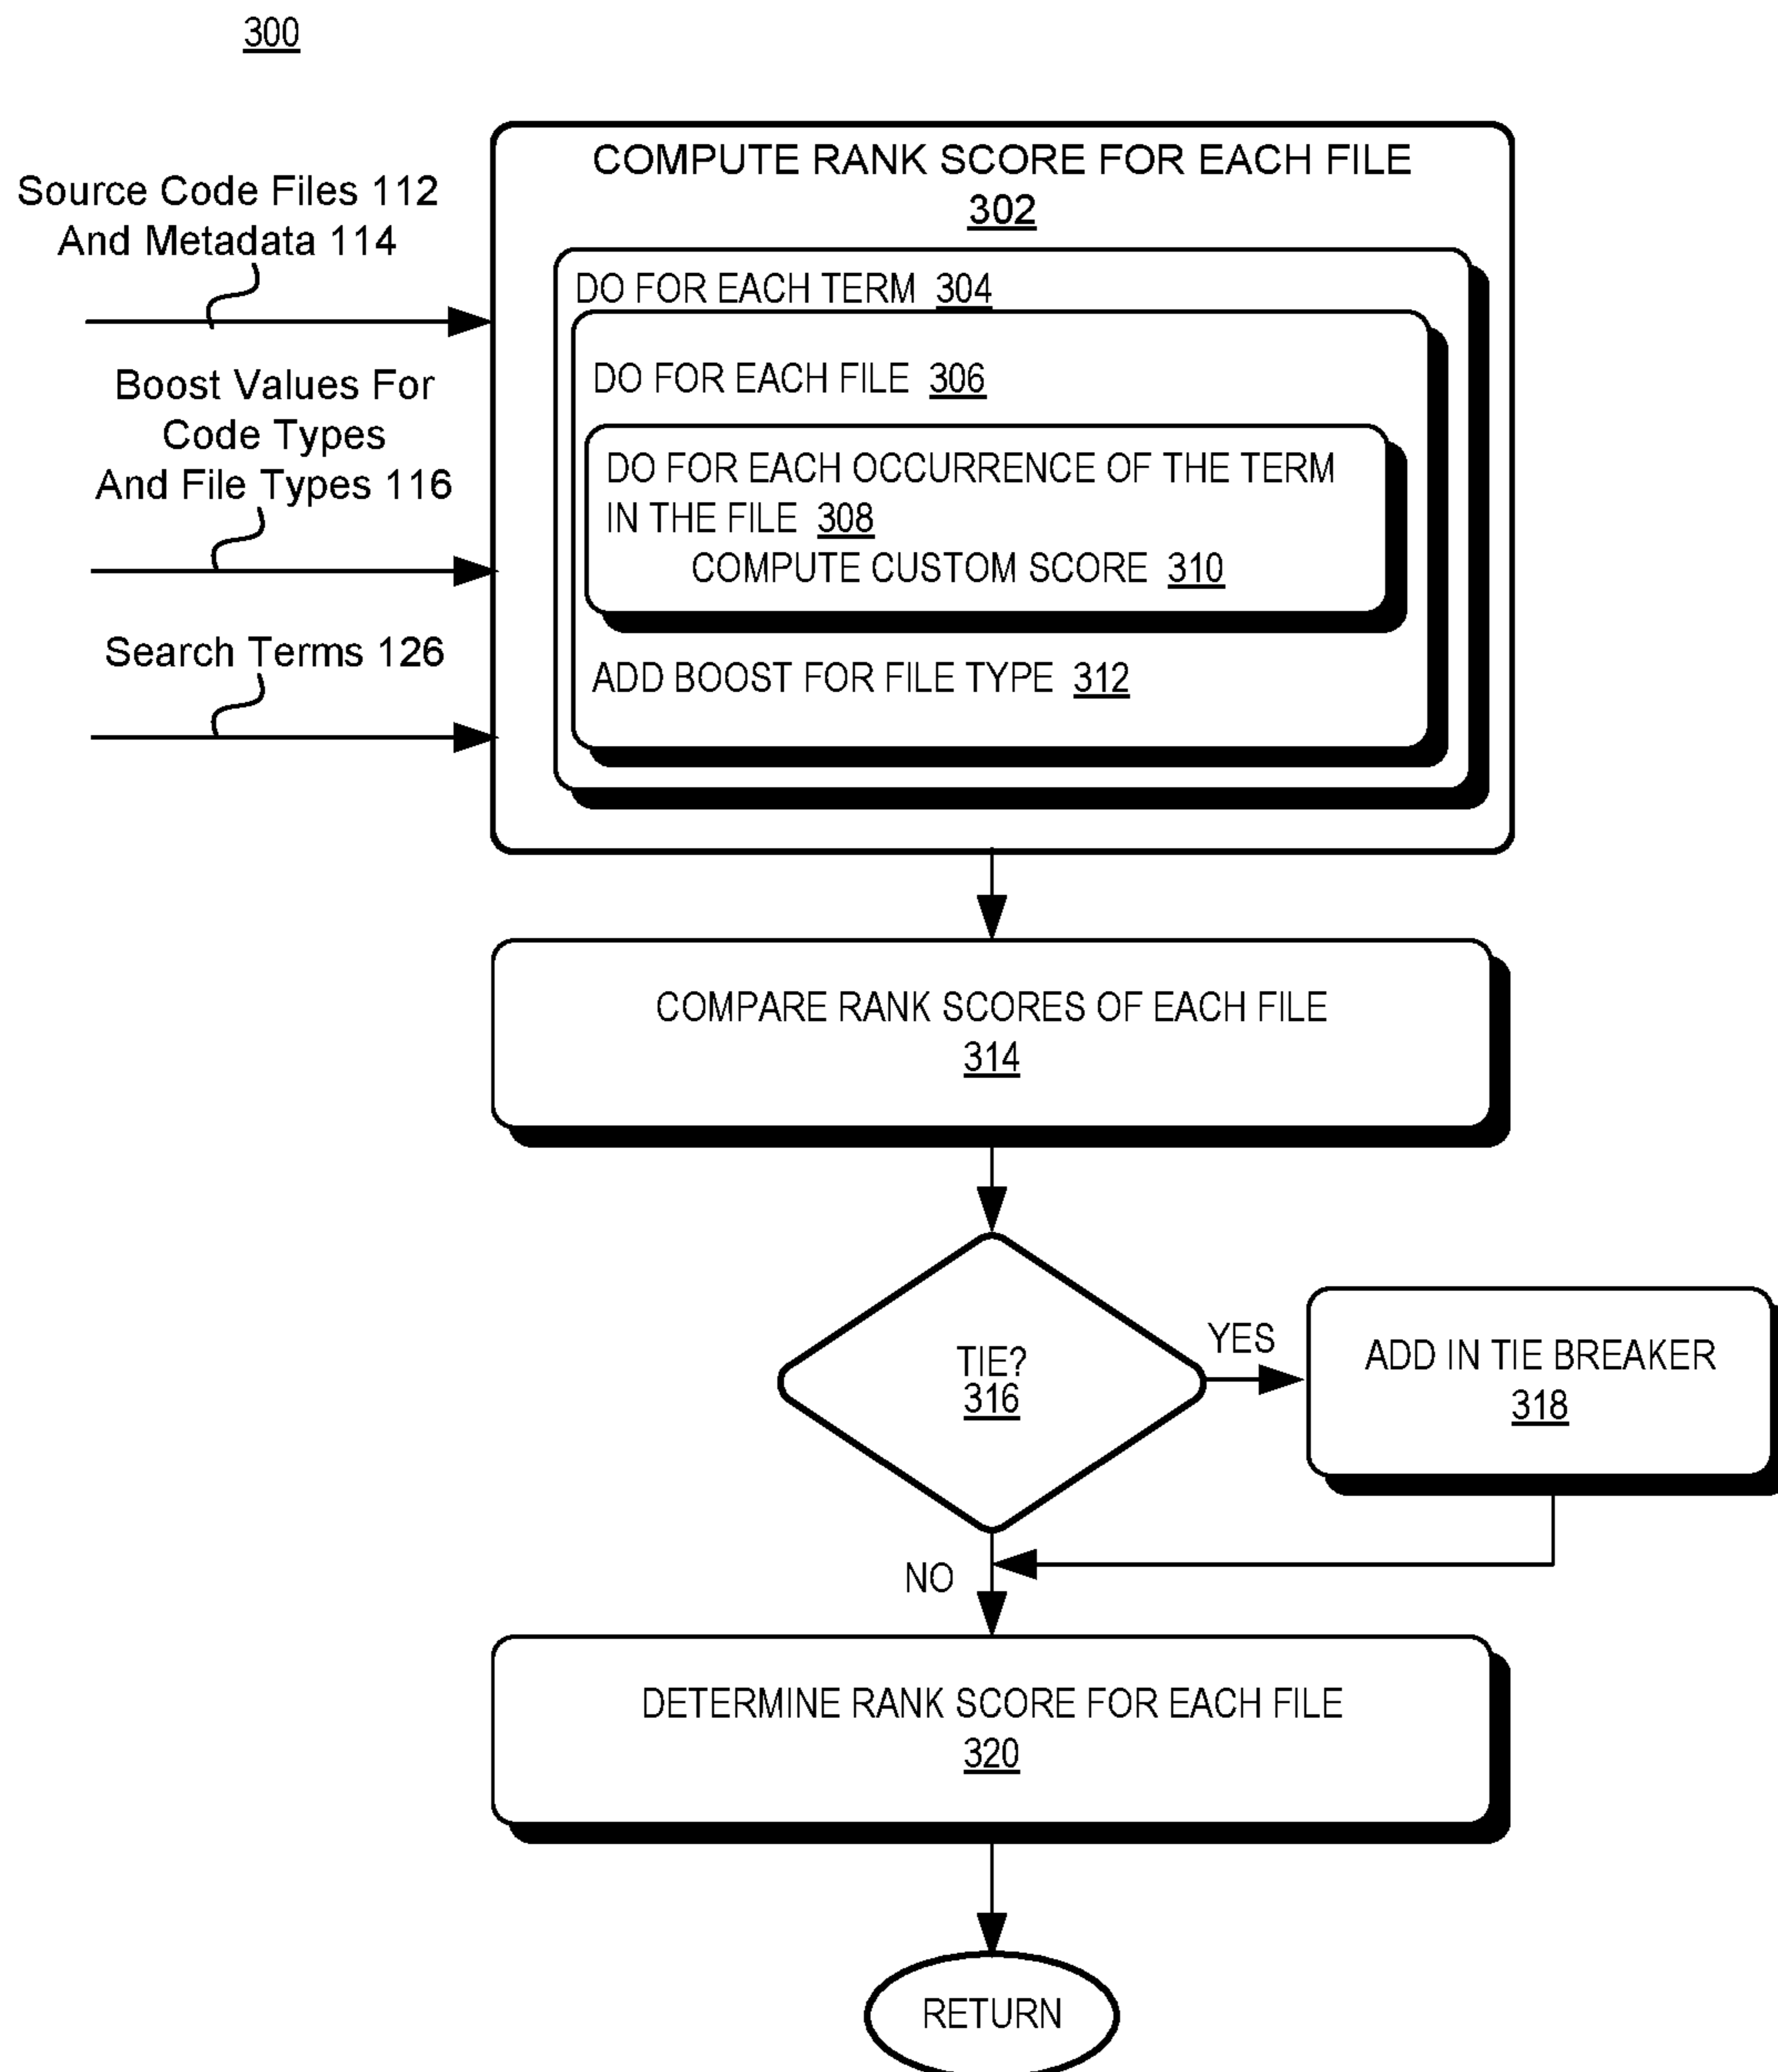 300
COMPUTE RANK SCORE FOR EACH FILE
302
Source Code Files 112
And Metadata 114
DO FOR EACH TERM 304
DO FOR EACH FILE 306
Boost Values For
Code Types
And File Types 116
DO FOR EACH OCCURRENCE OF THE TERM
IN THE FILE 308
COMPUTE CUSTOM SCORE 310
Search Terms 126
ADD BOOST FOR FILE TYPE 312
COMPARE RANK SCORES OF EACH FILE
314
TIE?
316
YES
ADD IN TIE BREAKER
318
NO
DETERMINE RANK SCORE FOR EACH FILE
320
RETURN